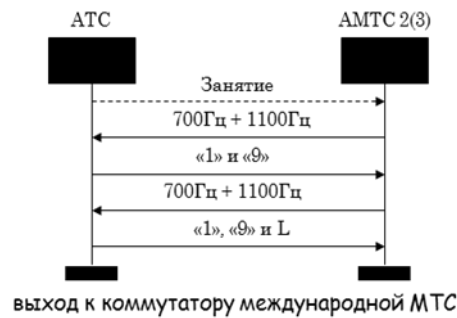 АТС АМТС 2(3)
Занятие
700Гц + 1100Гц
«1» и «9»
700Гц + 1100Гц
«1», «9» и L
выход к коммутатору международной МТС